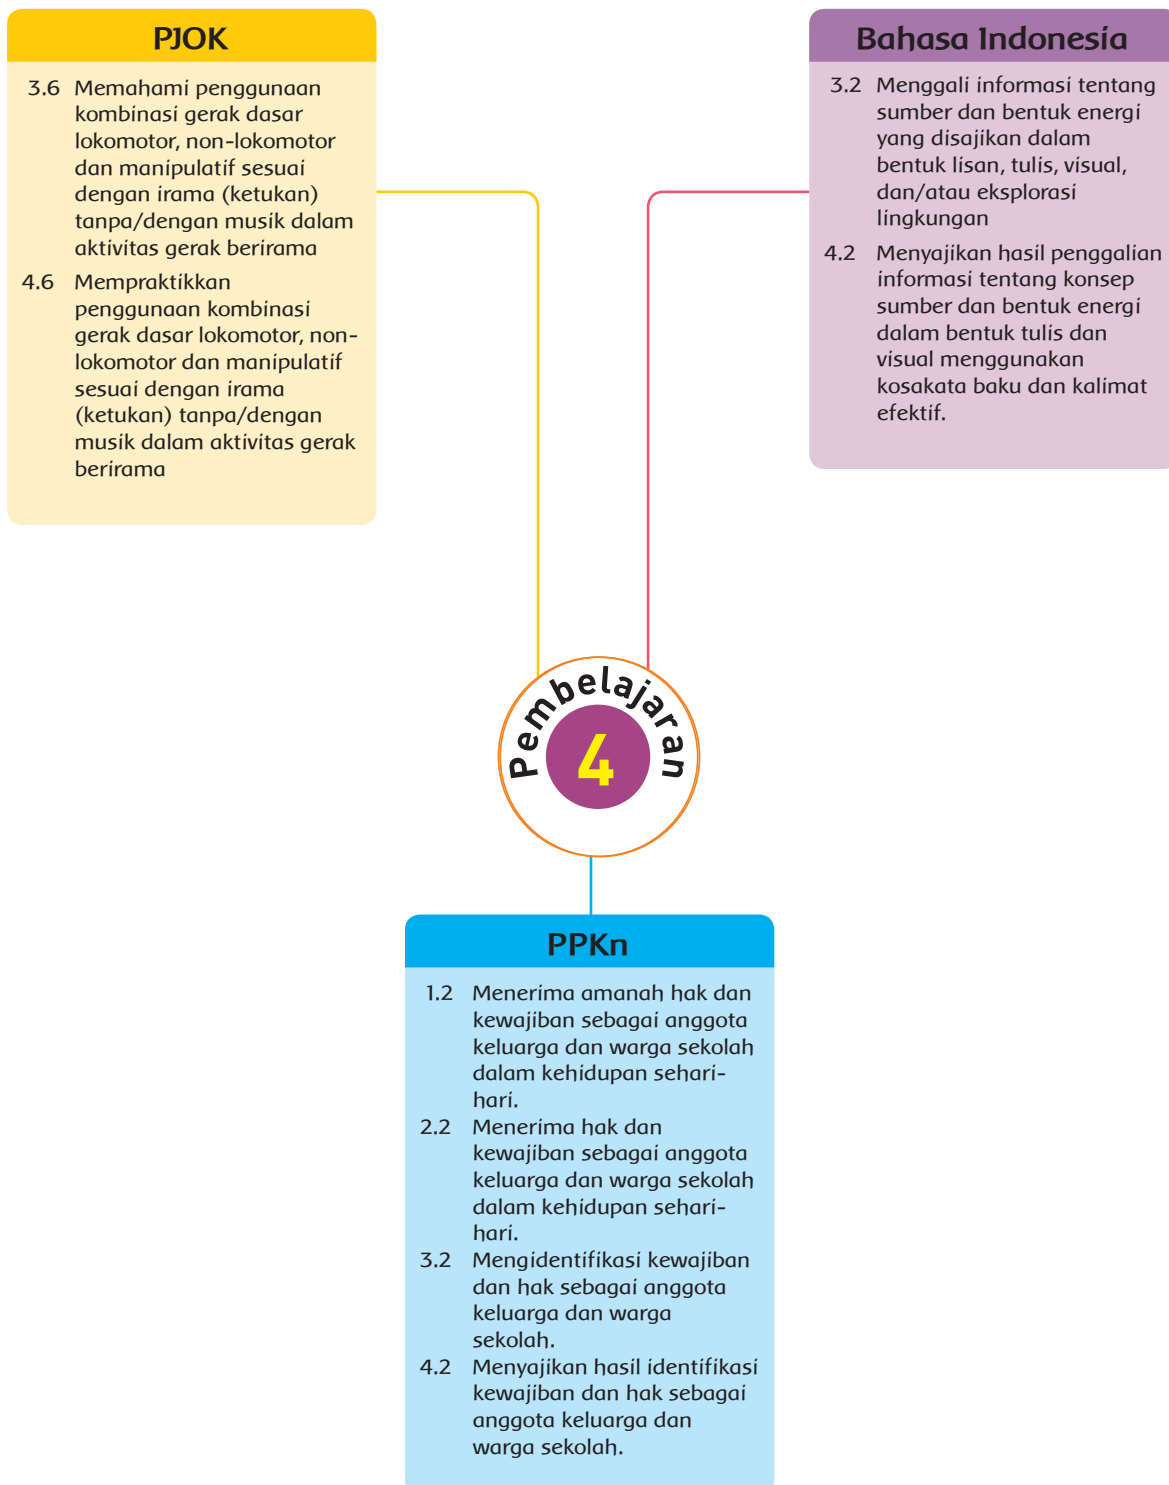 PJOK
3.6 Memahami penggunaan
kombinasi gerak dasar
lokomotor, non-lokomotor
dan manipulatif sesuai
dengan irama (ketukan)
tanpa/dengan musik dalam
aktivitas gerak berirama
4.6 Mempraktikkan
penggunaan kombinasi
gerak dasar lokomotor, non-
lokomotor dan manipulatif
sesuai dengan irama
(ketukan) tanpa/dengan
musik dalam aktivitas gerak
berirama
Bahasa Indonesia
3.2 Menggali informasi tentang
sumber dan bentuk energi
yang disajikan dalam
bentuk lisan, tulis, visual,
dan/atau eksplorasi
lingkungan
4.2 Menyajikan hasil penggalian
informasi tentang konsep
sumber dan bentuk energi
dalam bentuk tulis dan
visual menggunakan
kosakata baku dan kalimat
efektif.
Pembelajaran
4
PPKn
1.2 Menerima amanah hak dan
kewajiban sebagai anggota
keluarga dan warga sekolah
dalam kehidupan sehari-
hari.
2.2 Menerima hak dan
kewajiban sebagai anggota
keluarga dan warga sekolah
dalam kehidupan sehari-
hari.
3.2 Mengidentifikasi kewajiban
dan hak sebagai anggota
keluarga dan warga
sekolah.
4.2 Menyajikan hasil identifikasi
kewajiban dan hak sebagai
anggota keluarga dan
warga sekolah.